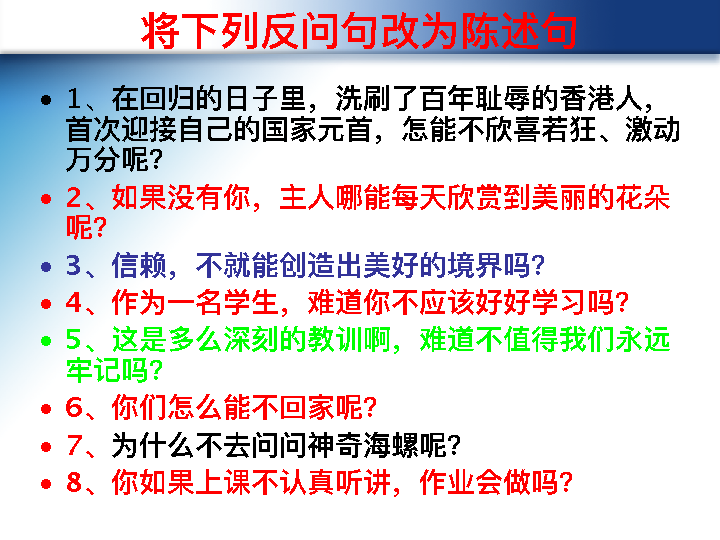 将下列反问句改为陈述句
• 1、在回归的日子里，洗刷了百年耻辱的香港人，
首次迎接自己的国家元首，怎能不欣喜若狂、激动
万分呢？
• 2、如果没有你，主人哪能每天欣赏到美丽的花朵
呢？
• 3、信赖，不就能创造出美好的境界吗？
• 4、作为一名学生，难道你不应该好好学习吗？
• 5、这是多么深刻的教训啊，难道不值得我们永远
牢记吗？
• 6、你们怎么能不回家呢？
• 7、为什么不去问问神奇海螺呢？
• 8、你如果上课不认真听讲，作业会做吗？